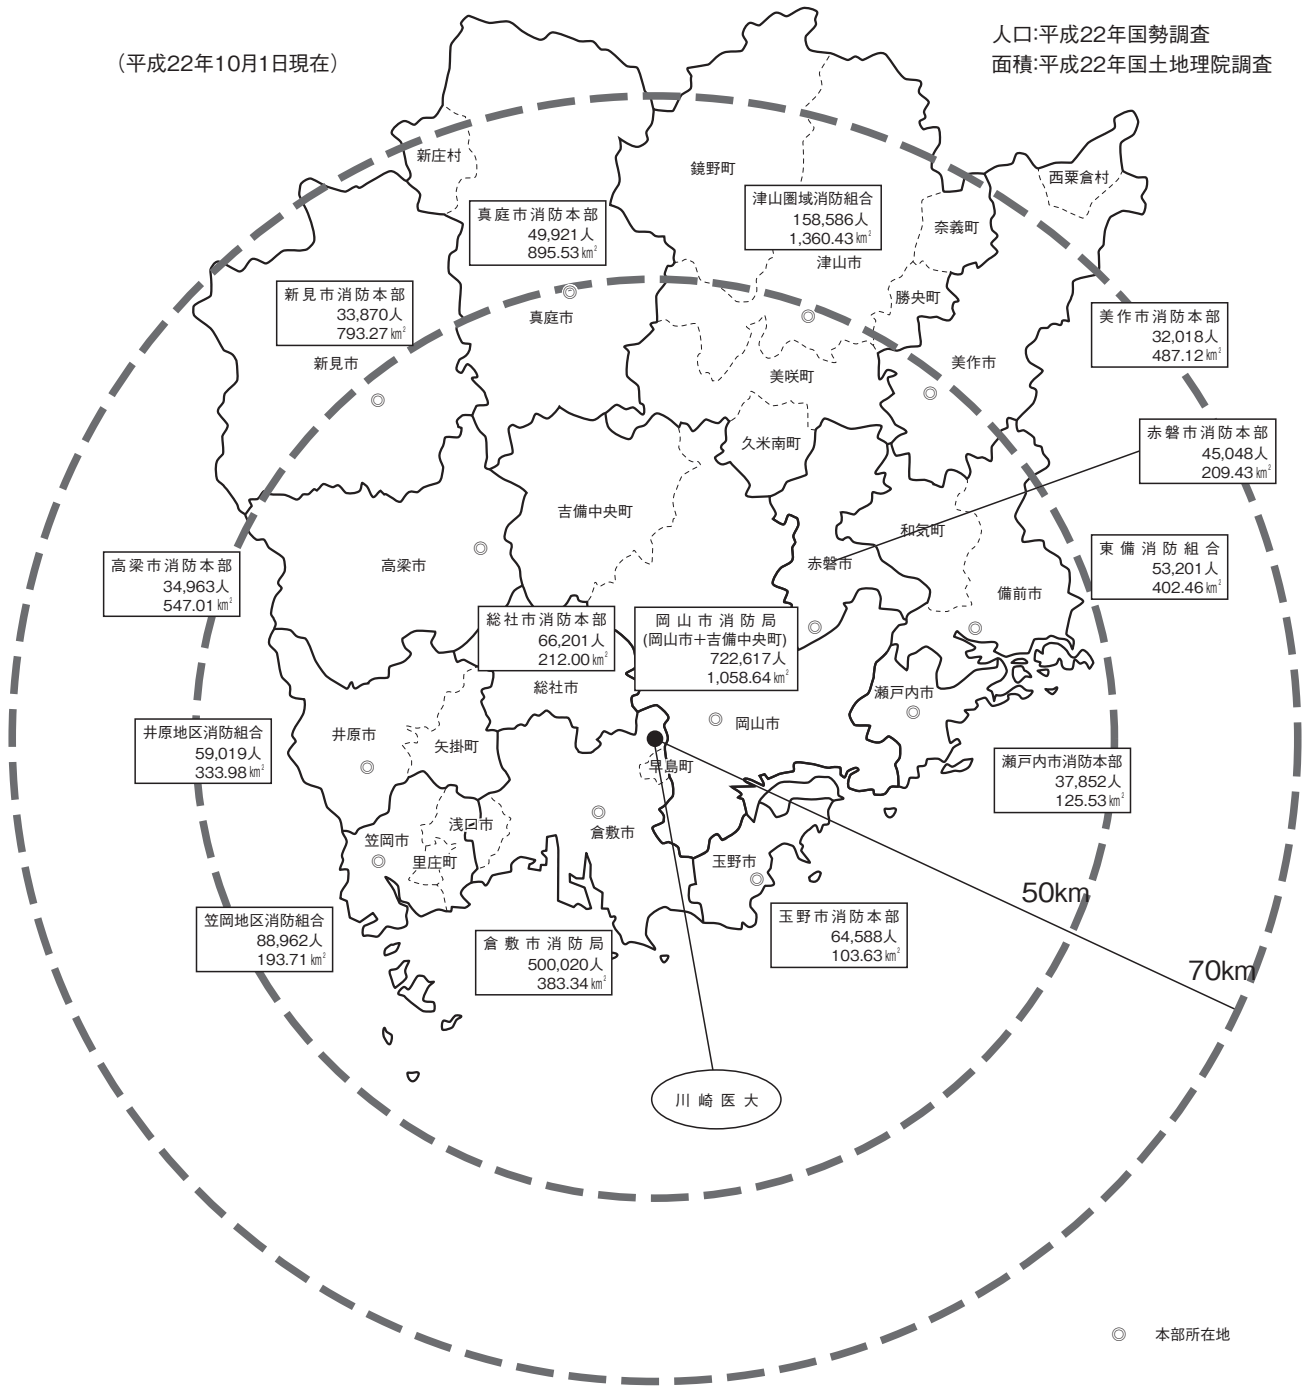 (平成22年10月1日現在)
人口:平成22年国勢調査
面積:平成22年国土地理院調査
新庄村
鏡野町
西粟倉村
津山圏域消防組合
158,586人
1,360.43㎢
真庭市消防本部
49,921人
895.53㎢
奈義町
津山市
新見市消防本部
33,870人
793.27㎢
勝央町
真庭市
美作市消防本部
32,018人
487.12㎢
新見市
美咲町
美作市
赤磐市消防本部
45,048人
209.43㎢
久米南町
吉備中央町
和気町
高梁市
赤磐市
東備消防組合
53,201人
402.46㎢
高梁市消防本部
34,963人
547.01㎢
備前市
総社市消防本部
66,201人
212.00㎢
岡山市消防局
(岡山市+吉備中央町)
722,617人
1,058.64㎢
総社市
瀬戸内市
井原地区消防組合
59,019人
333.98㎢
井原市
矢掛町
岡山市
早島町
瀬戸内市消防本部
37,852人
125.53㎢
浅口市
倉敷市
笠岡市
里庄町
玉野市
50km
笠岡地区消防組合
88,962人
193.71㎢
倉敷市消防局
500,020人
383.34㎢
玉野市消防本部
64,588人
103.63㎢
70km
川崎医大
◎ 本部所在地